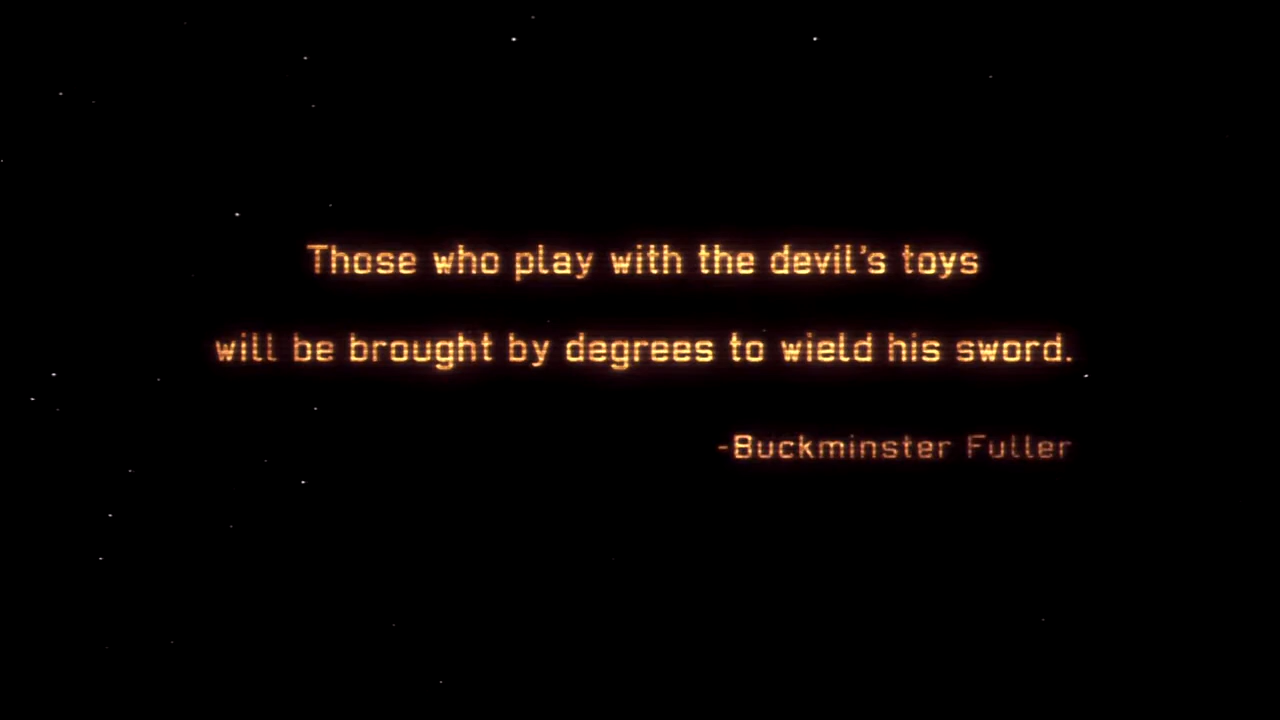 Those who play with the devil's toys
will be brought by degrees to wield his sword.
-Buckminster Fuller